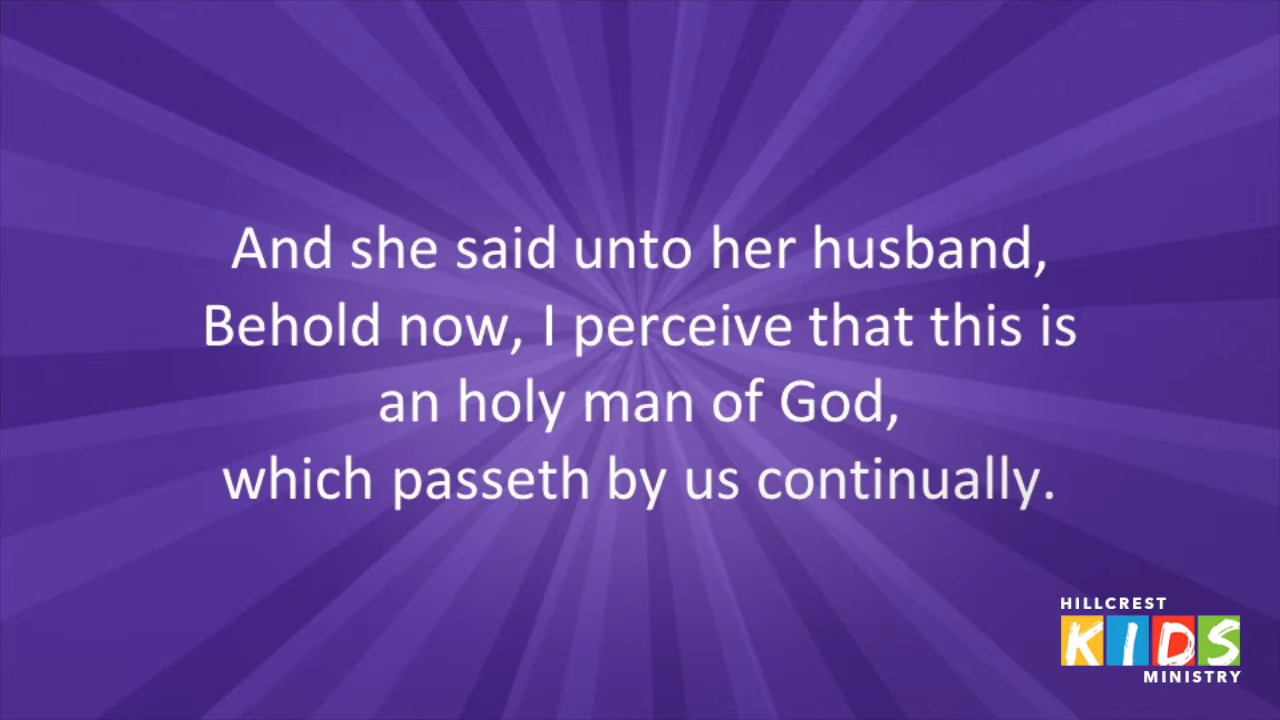 And she said unto her husband,
Behold now, I perceive that this is
an holy man of God,
which passeth by us continually.
HILLCREST
KIDS
MINISTRY